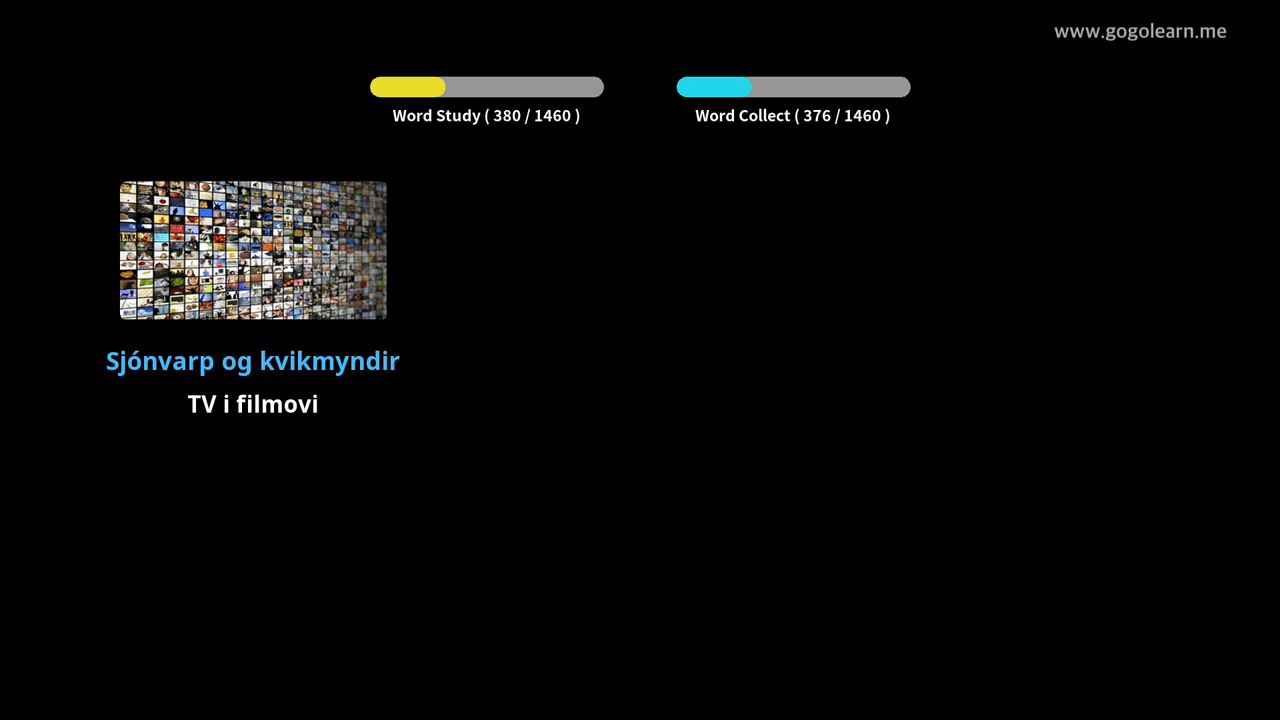 www.gogolearn.me
Word Study ( 380 / 1460 )
Word Collect ( 376 / 1460 )
Sjónvarp og kvikmyndir
TV i filmovi